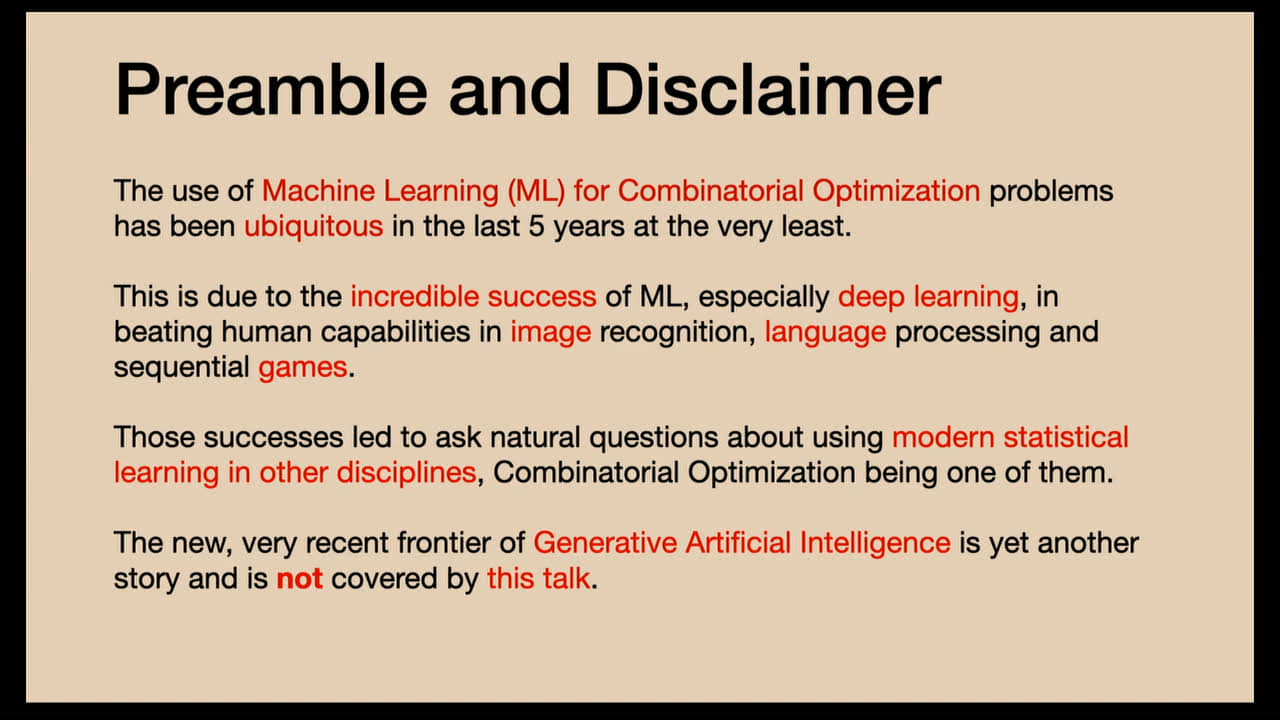 Preamble and Disclaimer
The use of Machine Learning (ML) for Combinatorial Optimization problems
has been ubiquitous in the last 5 years at the very least.
This is due to the incredible success of ML, especially deep learning, in
beating human capabilities in image recognition, language processing and
sequential games.
Those successes led to ask natural questions about using modern statistical
learning in other disciplines, Combinatorial Optimization being one of them.
The new, very recent frontier of Generative Artificial Intelligence is yet another
story and is not covered by this talk.